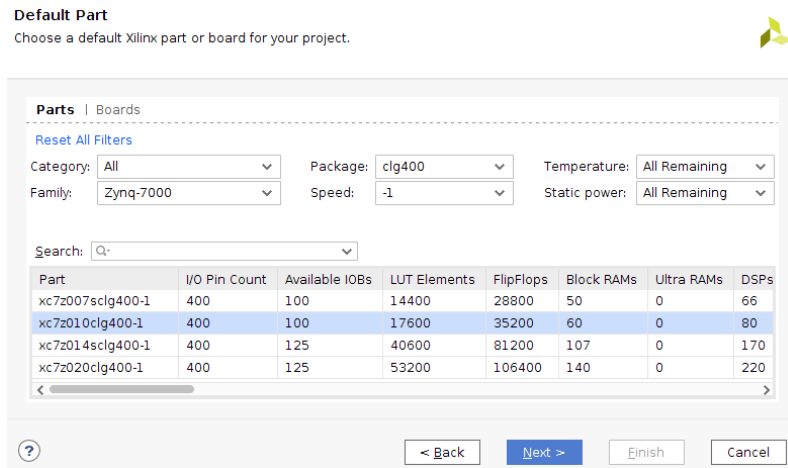 Default Part
Choose a default Xilinx part or board for your project.
Parts | Boards
Reset All Filters
Category: All Package: clg400 Temperature: All Remaining
Family: Zynq-7000 Speed: -1 Static power: All Remaining
Search: Q-
Part I/O Pin Count Available IOBs LUT Elements FlipFlops Block RAMs Ultra RAMs DSPs
xc7z007sclg400-1 400 100 14400 28800 50 0 66
xc7z010clg400-1 400 100 17600 35200 60 0 80
xc7z014sclg400-1 400 125 40600 81200 107 0 170
xc7z020clg400-1 400 125 53200 106400 140 0 220
? < Back Next > Finish Cancel